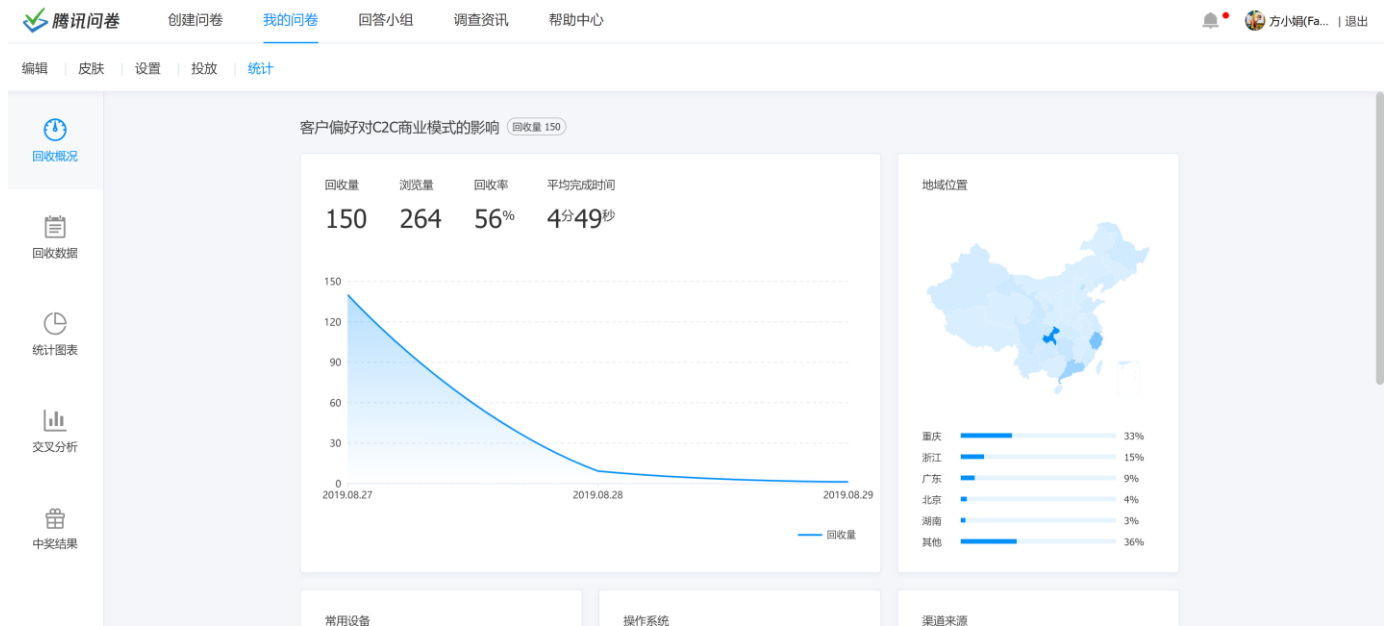 腾讯问卷 创建问卷 我的问卷 回答小组 调查资讯 帮助中心 方小娟(Fa... | 退出
编辑 | 皮肤 | 设置 | 投放 | 统计
回收概况
回收数据
统计图表
交叉分析
中奖结果
客户偏好对C2C商业模式的影响 回收量 150
回收量 浏览量 回收率 平均完成时间
150 264 56% 4分49秒
150
120
90
60
30
0
2019.08.27 2019.08.28 2019.08.29
回收量
地域位置
重庆 33%
浙江 15%
广东 9%
北京 4%
湖南 3%
其他 36%
常用设备 操作系统 渠道来源